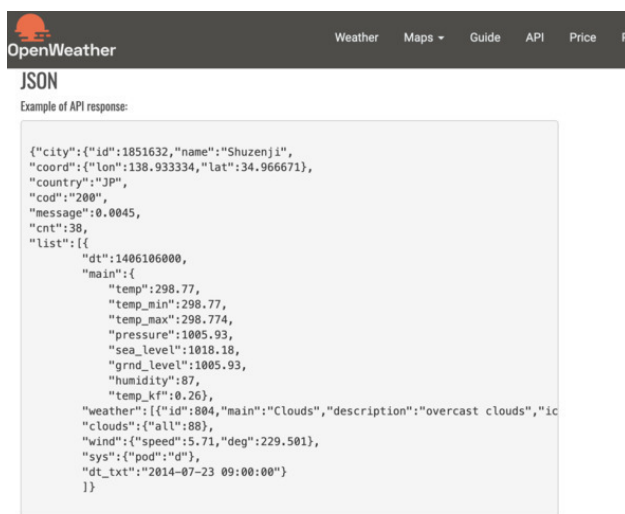 OpenWeather
Weather Maps Guide API Price
JSON
Example of API response:
{"city":{"id":1851632,"name":"Shuzenji",
"coord":{"lon":138.933334,"lat":34.966671},
"country":"JP",
"cod":"200",
"message":0.0045,
"cnt":38,
"list":[{
"dt":1406106000,
"main":{
"temp":298.77,
"temp_min":298.77,
"temp_max":298.774,
"pressure":1005.93,
"sea_level":1018.18,
"grnd_level":1005.93,
"humidity":87,
"temp_kf":0.26},
"weather":[{"id":804,"main":"Clouds","description":"overcast clouds","ic
"clouds":{"all":88},
"wind":{"speed":5.71,"deg":229.501},
"sys":{"pod":"d"},
"dt_txt":"2014-07-23 09:00:00"}
]}